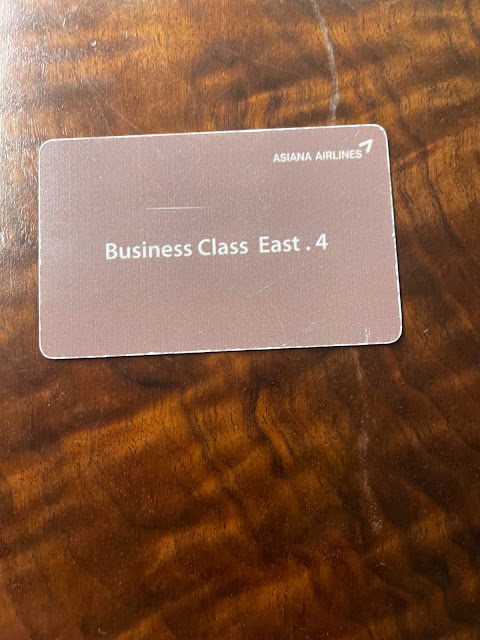 ASIANA AIRLINES
Business Class East . 4